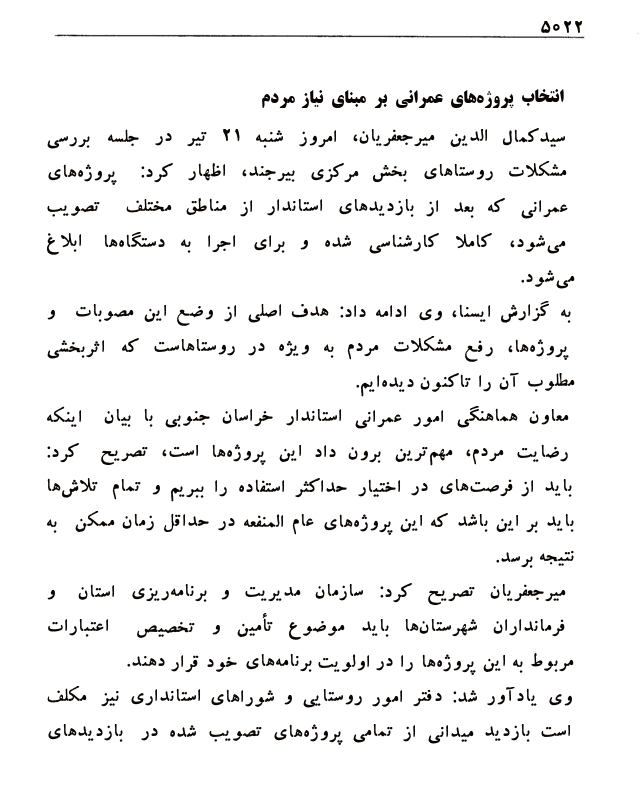 ۵۰۲۲
انتخاب پروژه‌های عمرانی بر مبنای نیاز مردم
سیدکمال الدین میرجعفریان، امروز شنبه ۲۱ تیر در جلسه بررسی
مشکلات روستاهای بخش مرکزی بیرجند، اظهار کرد: پروژه‌های
عمرانی که بعد از بازدیدهای استاندار از مناطق مختلف تصویب
می‌شود، کاملا کارشناسی شده و برای اجرا به دستگاه‌ها ابلاغ
می‌شود.
به گزارش ایسنا، وی ادامه داد: هدف اصلی از وضع این مصوبات و
پروژه‌ها، رفع مشکلات مردم به ویژه در روستاهاست که اثربخشی
مطلوب آن را تاکنون دیده‌ایم.
معاون هماهنگی امور عمرانی استاندار خراسان جنوبی با بیان اینکه
رضایت مردم، مهم‌ترین برون داد این پروژه‌ها است، تصریح کرد:
باید از فرصت‌های در اختیار حداکثر استفاده را ببریم و تمام تلاش‌ها
باید بر این باشد که این پروژه‌های عام المنفعه در حداقل زمان ممکن به
نتیجه برسد.
میرجعفریان تصریح کرد: سازمان مدیریت و برنامه‌ریزی استان و
فرمانداران شهرستان‌ها باید موضوع تأمین و تخصیص اعتبارات
مربوط به این پروژه‌ها را در اولویت برنامه‌های خود قرار دهند.
وی یادآور شد: دفتر امور روستایی و شوراهای استانداری نیز مکلف
است بازدید میدانی از تمامی پروژه‌های تصویب شده در بازدیدهای